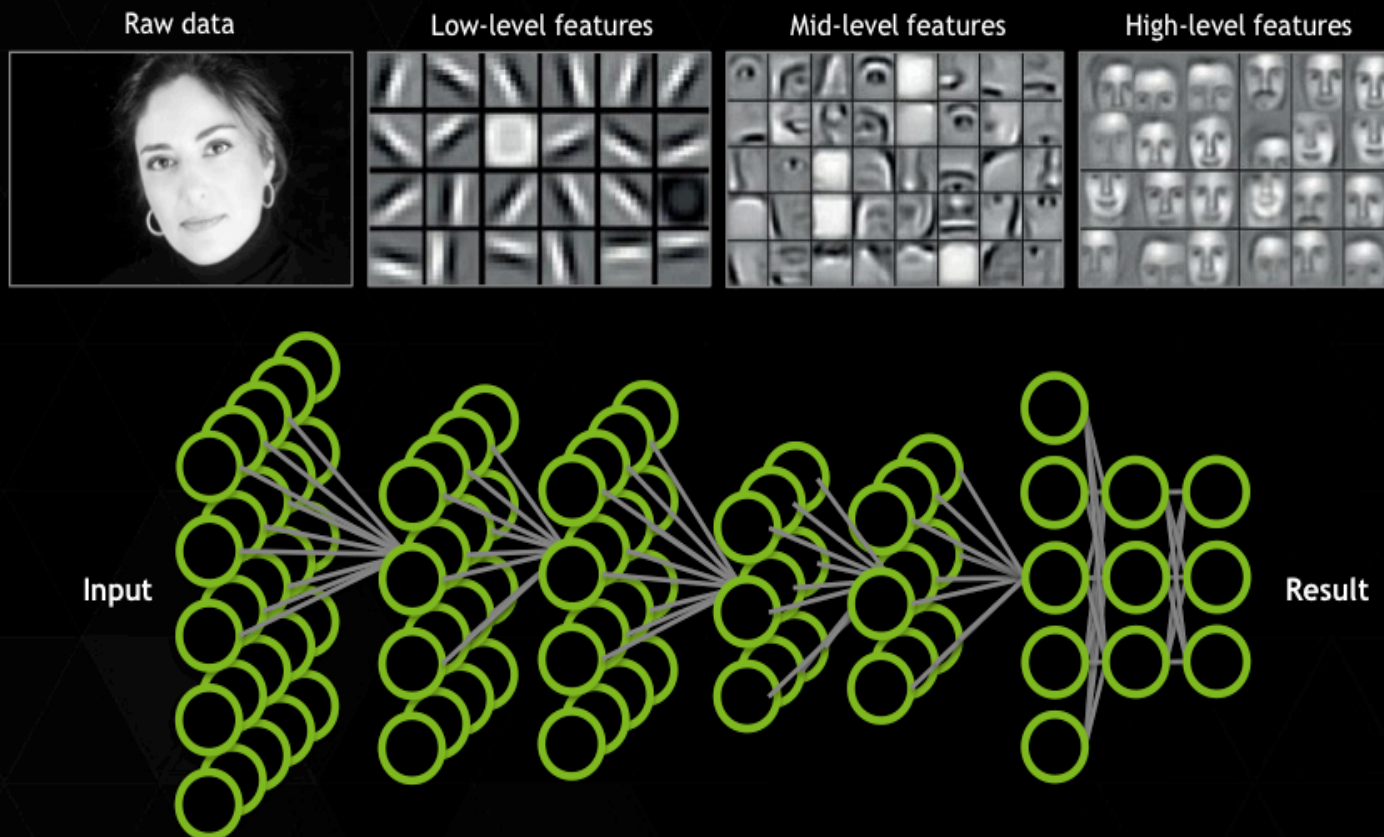 Raw data
Low-level features
Mid-level features
High-level features
Input
Result